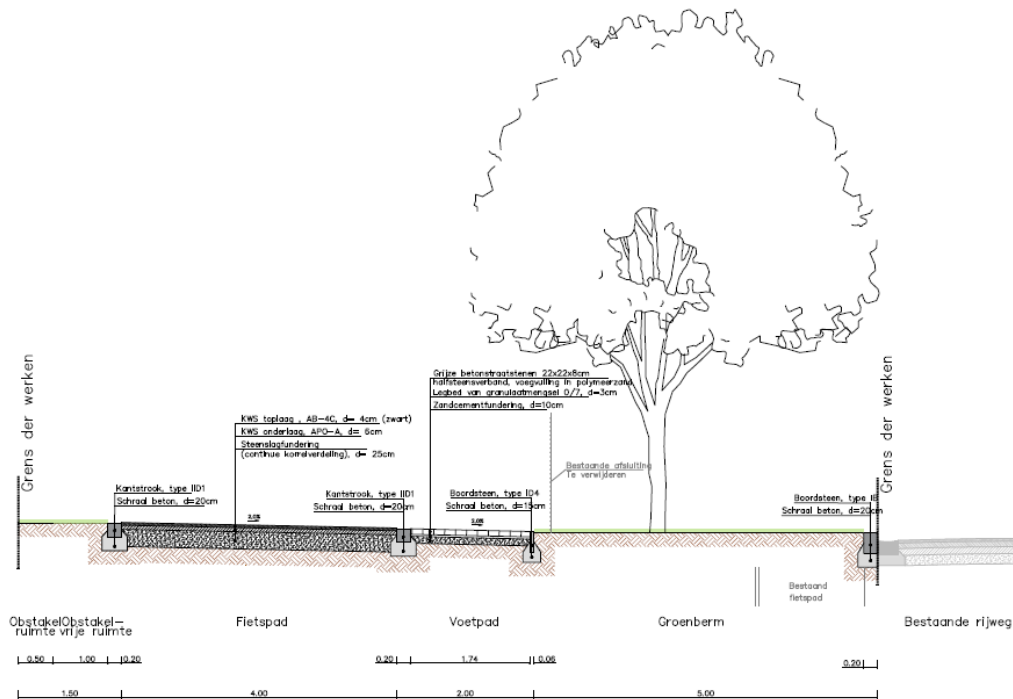 Grens der werken
Grens der werken
Grijze betonstraatstenen 22x22x8cm
halfsteensverband, voegvulling in polymeerzand
Legbed van granulaatmengsel 0/7, d=3cm
Zandcementfundering, d=10cm
KWS toplaag , AB-4C, d= 4cm (zwart)
KWS onderlaag, APO-A, d= 6cm
Steenslagfundering
(continue korrelverdeling), d= 25cm
Bestaande afsluiting
Te verwijderen
Kantstrook, type IID1
Schraal beton, d=20cm
Kantstrook, type IID1
Schraal beton, d=20cm
Boordsteen, type ID4
Schraal beton, d=15cm
Boordsteen, type IB
Schraal beton, d=20cm
2,0%
2,0%
Bestaand
fietspad
Obstakel
ruimte
Obstakel-
vrije ruimte
Fietspad
Voetpad
Groenberm
Bestaande rijweg
0.50 1.00 0.20 0.20 1.74 0.06 0.20
1.50 4.00 2.00 5.00